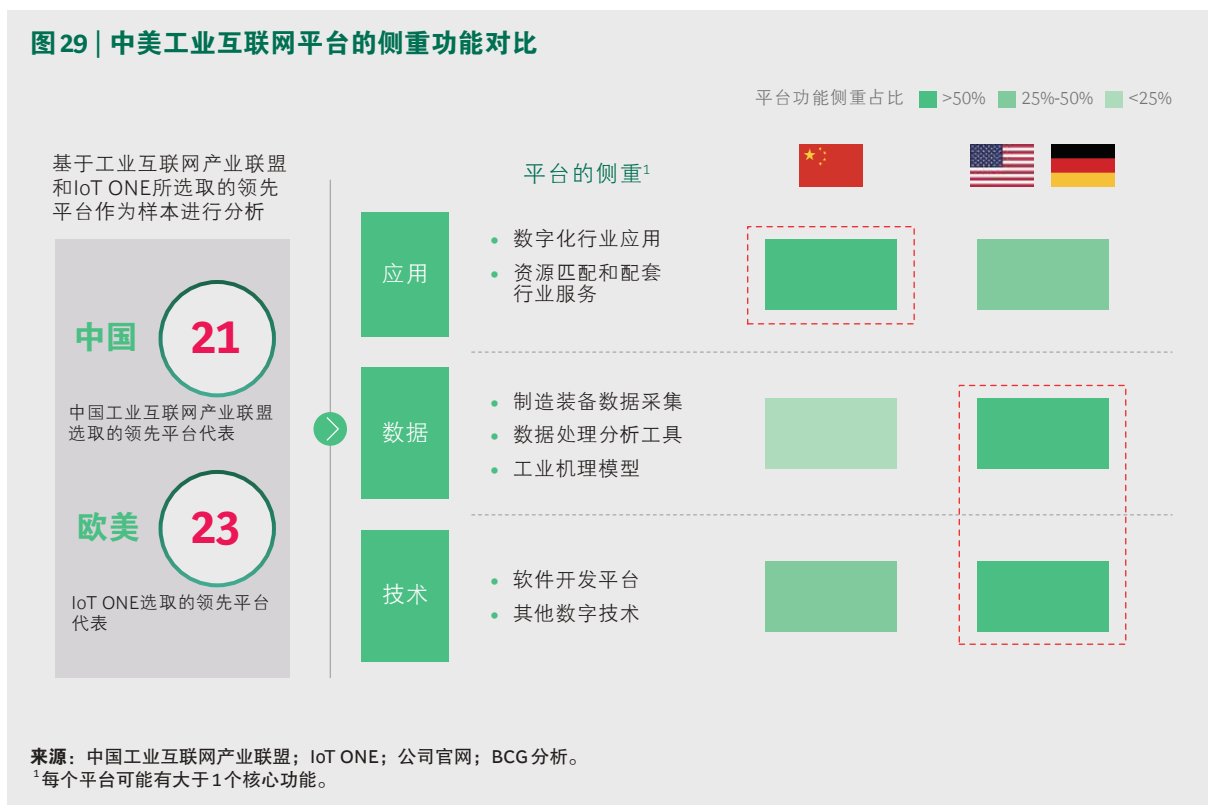 图29 | 中美工业互联网平台的侧重功能对比
平台功能侧重占比 >50% 25%-50% <25%
基于工业互联网产业联盟
和IoT ONE所选取的领先
平台作为样本进行分析
中国 21
中国工业互联网产业联盟
选取的领先平台代表
欧美 23
IoT ONE选取的领先平台
代表
平台的侧重¹
应用
• 数字化行业应用
• 资源匹配和配套
行业服务
数据
• 制造装备数据采集
• 数据处理分析工具
• 工业机理模型
技术
• 软件开发平台
• 其他数字技术
来源：中国工业互联网产业联盟；IoT ONE；公司官网；BCG分析。
¹每个平台可能有大于1个核心功能。